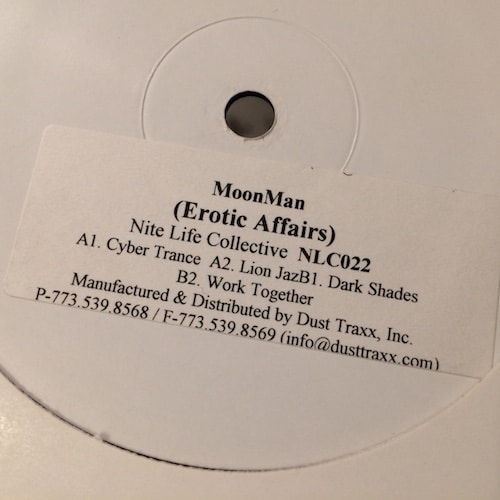 MoonMan
(Erotic Affairs)
Nite Life Collective NLC022
A1. Cyber Trance A2. Lion JazB1. Dark Shades
B2. Work Together
Manufactured & Distributed by Dust Traxx, Inc.
P-773.539.8568 / F-773.539.8569 (info@dusttraxx.com)